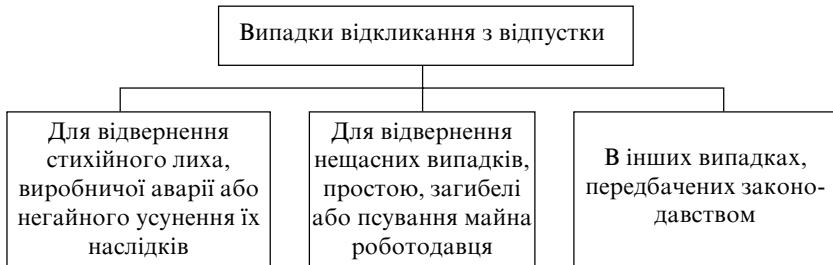 Випадки відкликання з відпустки
Для відвернення
стихійного лиха,
виробничої аварії або
негайного усунення їх
наслідків
Для відвернення
нещасних випадків,
простою, загибелі
або псування майна
роботодавця
В інших випадках,
передбачених законо-
давством